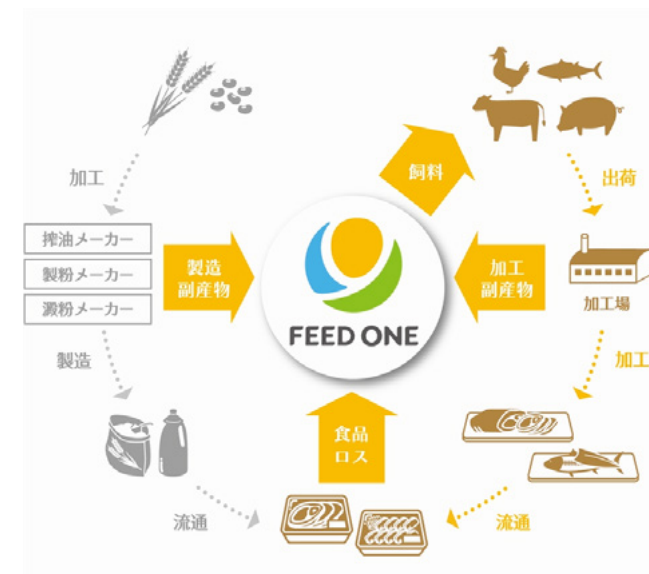 加工
搾油メーカー
製粉メーカー
澱粉メーカー
製造
流通
製造
副産物
飼料
FEED ONE
食品
ロス
加工
副産物
出荷
加工場
加工
流通